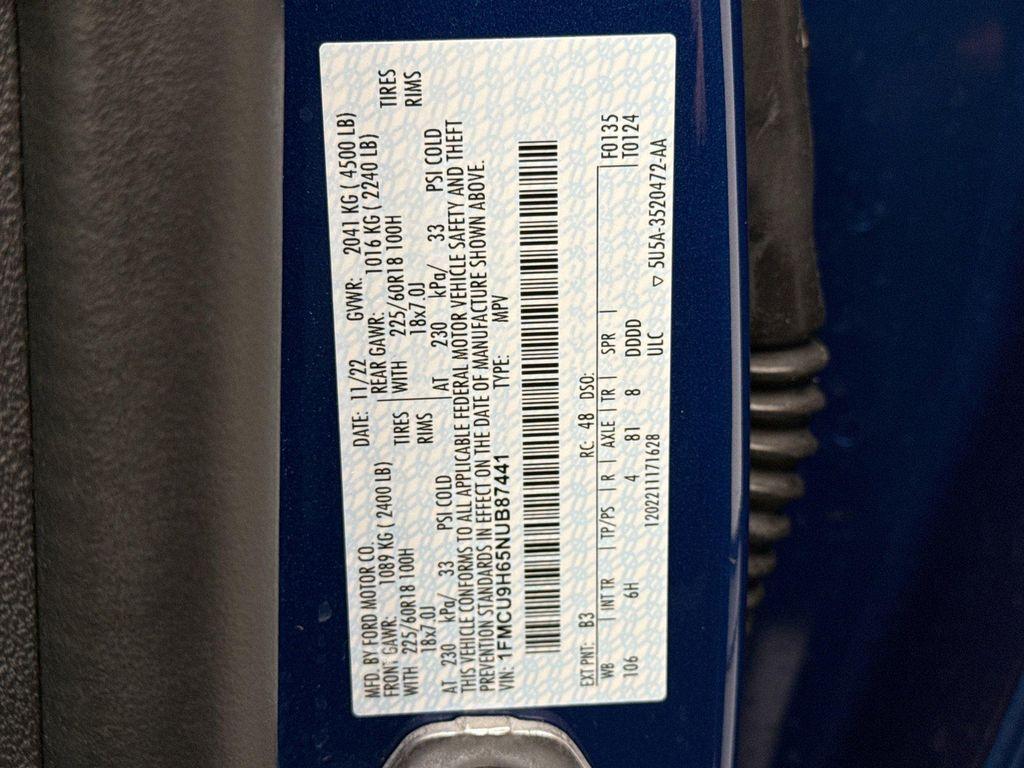 MFD. BY FORD MOTOR CO. DATE: 11/22 GVWR: 2041 KG ( 4500 LB)
FRONT GAWR: 1089 KG ( 2400 LB) REAR GAWR: 1016 KG ( 2240 LB)
WITH 225/60R18 100H TIRES WITH 225/60R18 100H TIRES
18x7.0J RIMS 18x7.0J RIMS
AT 230 kPa/ 33 PSI COLD AT 230 kPa/ 33 PSI COLD
THIS VEHICLE CONFORMS TO ALL APPLICABLE FEDERAL MOTOR VEHICLE SAFETY AND THEFT
PREVENTION STANDARDS IN EFFECT ON THE DATE OF MANUFACTURE SHOWN ABOVE.
VIN: 1FMCU9H65NUB87441 TYPE: MPV
EXT PNT: B3 RC: 48 DSO:
WB | INT TR | TP/PS | R | AXLE | TR | SPR | F0135
106 6H 4 81 8 DDDD T0124
1202211171628 ULC
▽ 5U5A-3520472-AA